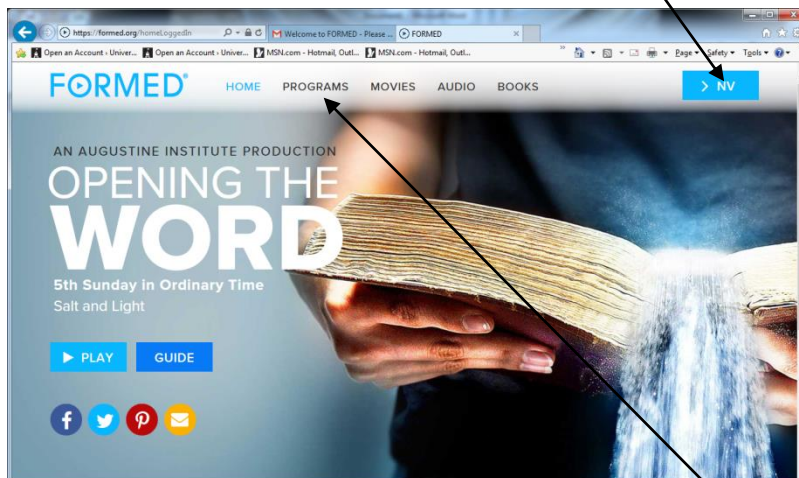 https://formed.org/homeLoggedIn
Welcome to FORMED - Please ...
FORMED
Open an Account - Univer...
Open an Account - Univer...
MSN.com - Hotmail, Outl...
MSN.com - Hotmail, Outl...
Page
Safety
Tools
FORMED
HOME
PROGRAMS
MOVIES
AUDIO
BOOKS
> NV
AN AUGUSTINE INSTITUTE PRODUCTION
OPENING THE
WORD
5th Sunday in Ordinary Time
Salt and Light
PLAY
GUIDE